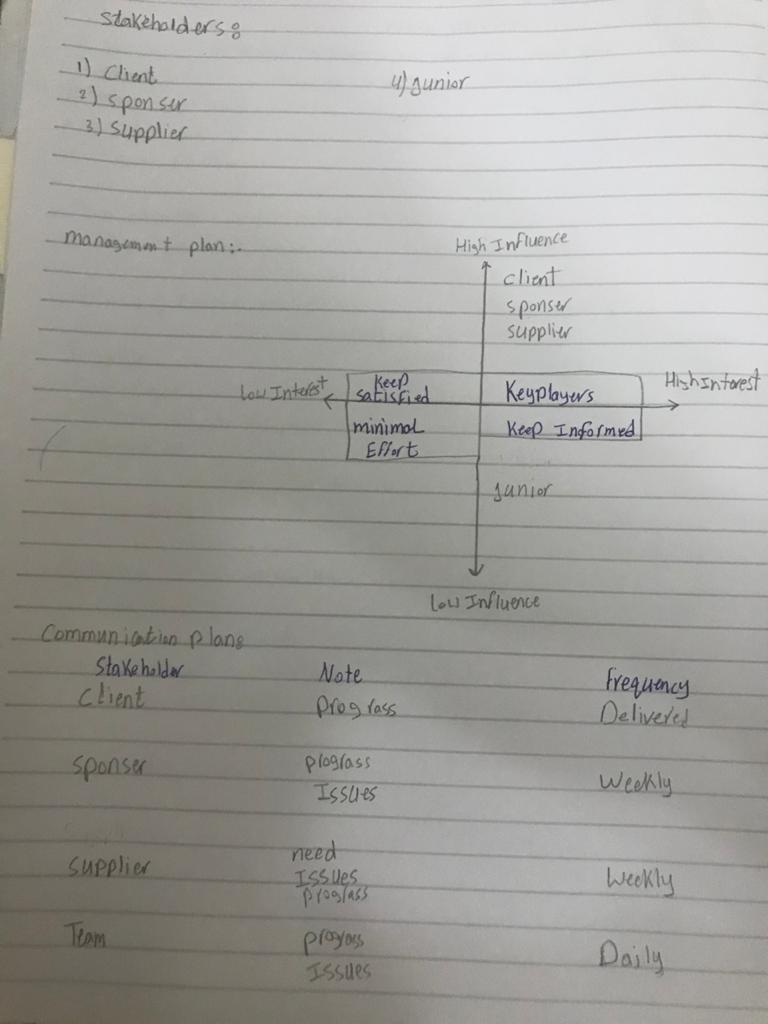 Stakeholders:
1) Client
2) Sponser
3) Supplier
4) Junior
management plan:-
High Influence
client
sponser
supplier
Low Interest
Keep
satisfied
Keyplayers
High Interest
minimal
Effort
Keep Informed
Junior
Low Influence
Communication plan:
Stakeholder Note Frequency
Client prograss Delivered
Sponser prograss
Issues Weekly
Supplier need
Issues Weekly
prograss
Team prograss Daily
Issues